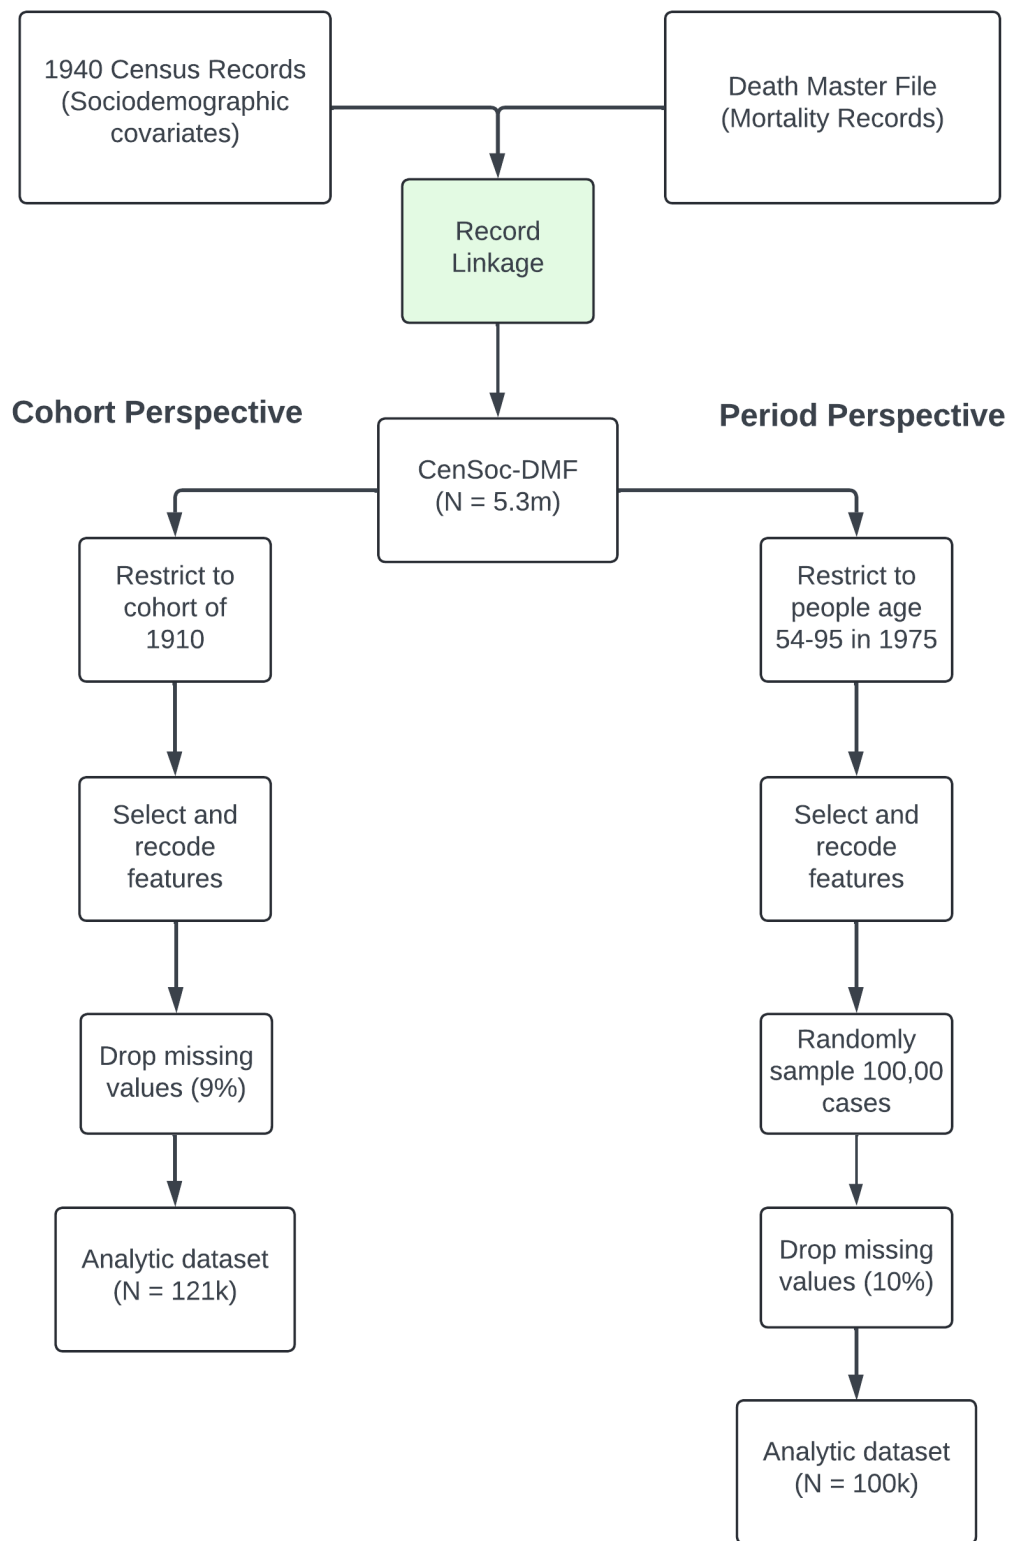 1940 Census Records
(Sociodemographic
covariates)
Death Master File
(Mortality Records)
Record
Linkage
Cohort Perspective
Period Perspective
CenSoc-DMF
(N = 5.3m)
Restrict to
cohort of
1910
Select and
recode
features
Drop missing
values (9%)
Analytic dataset
(N = 121k)
Restrict to
people age
54-95 in 1975
Select and
recode
features
Randomly
sample 100,00
cases
Drop missing
values (10%)
Analytic dataset
(N = 100k)